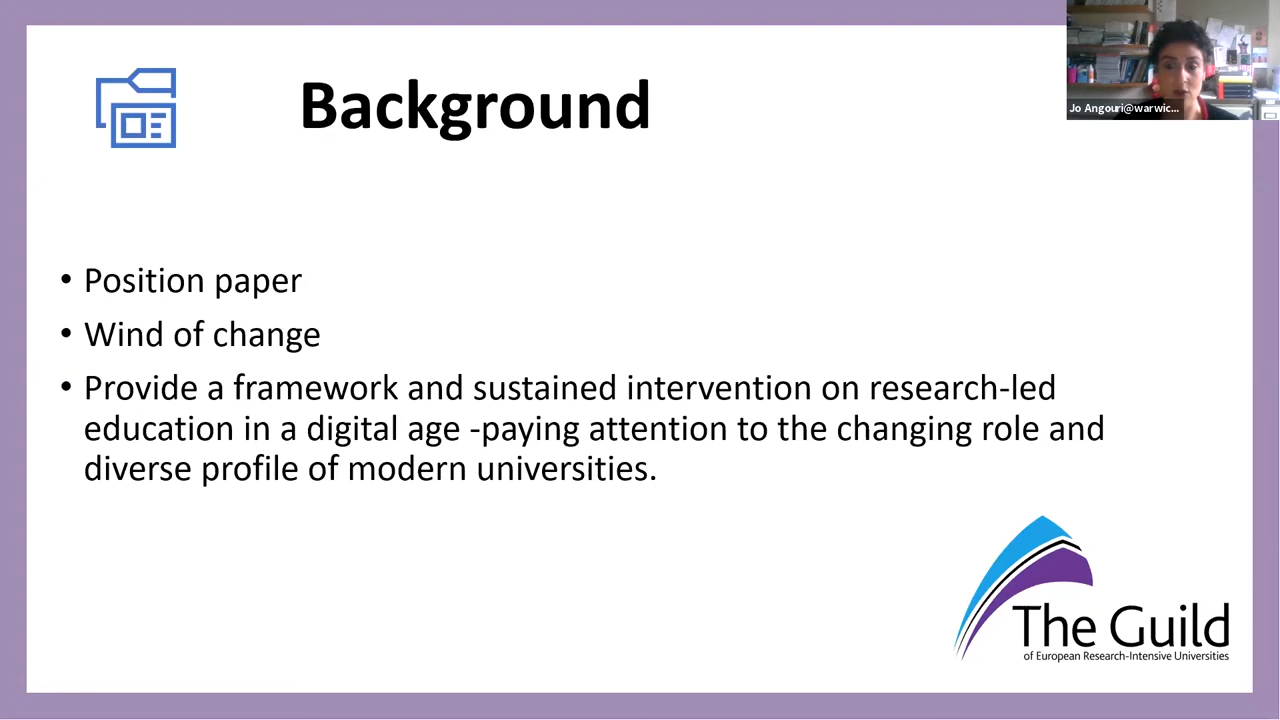 Background
Jo Angouri@warwic...
• Position paper
• Wind of change
• Provide a framework and sustained intervention on research-led
education in a digital age -paying attention to the changing role and
diverse profile of modern universities.
The Guild
of European Research-Intensive Universities